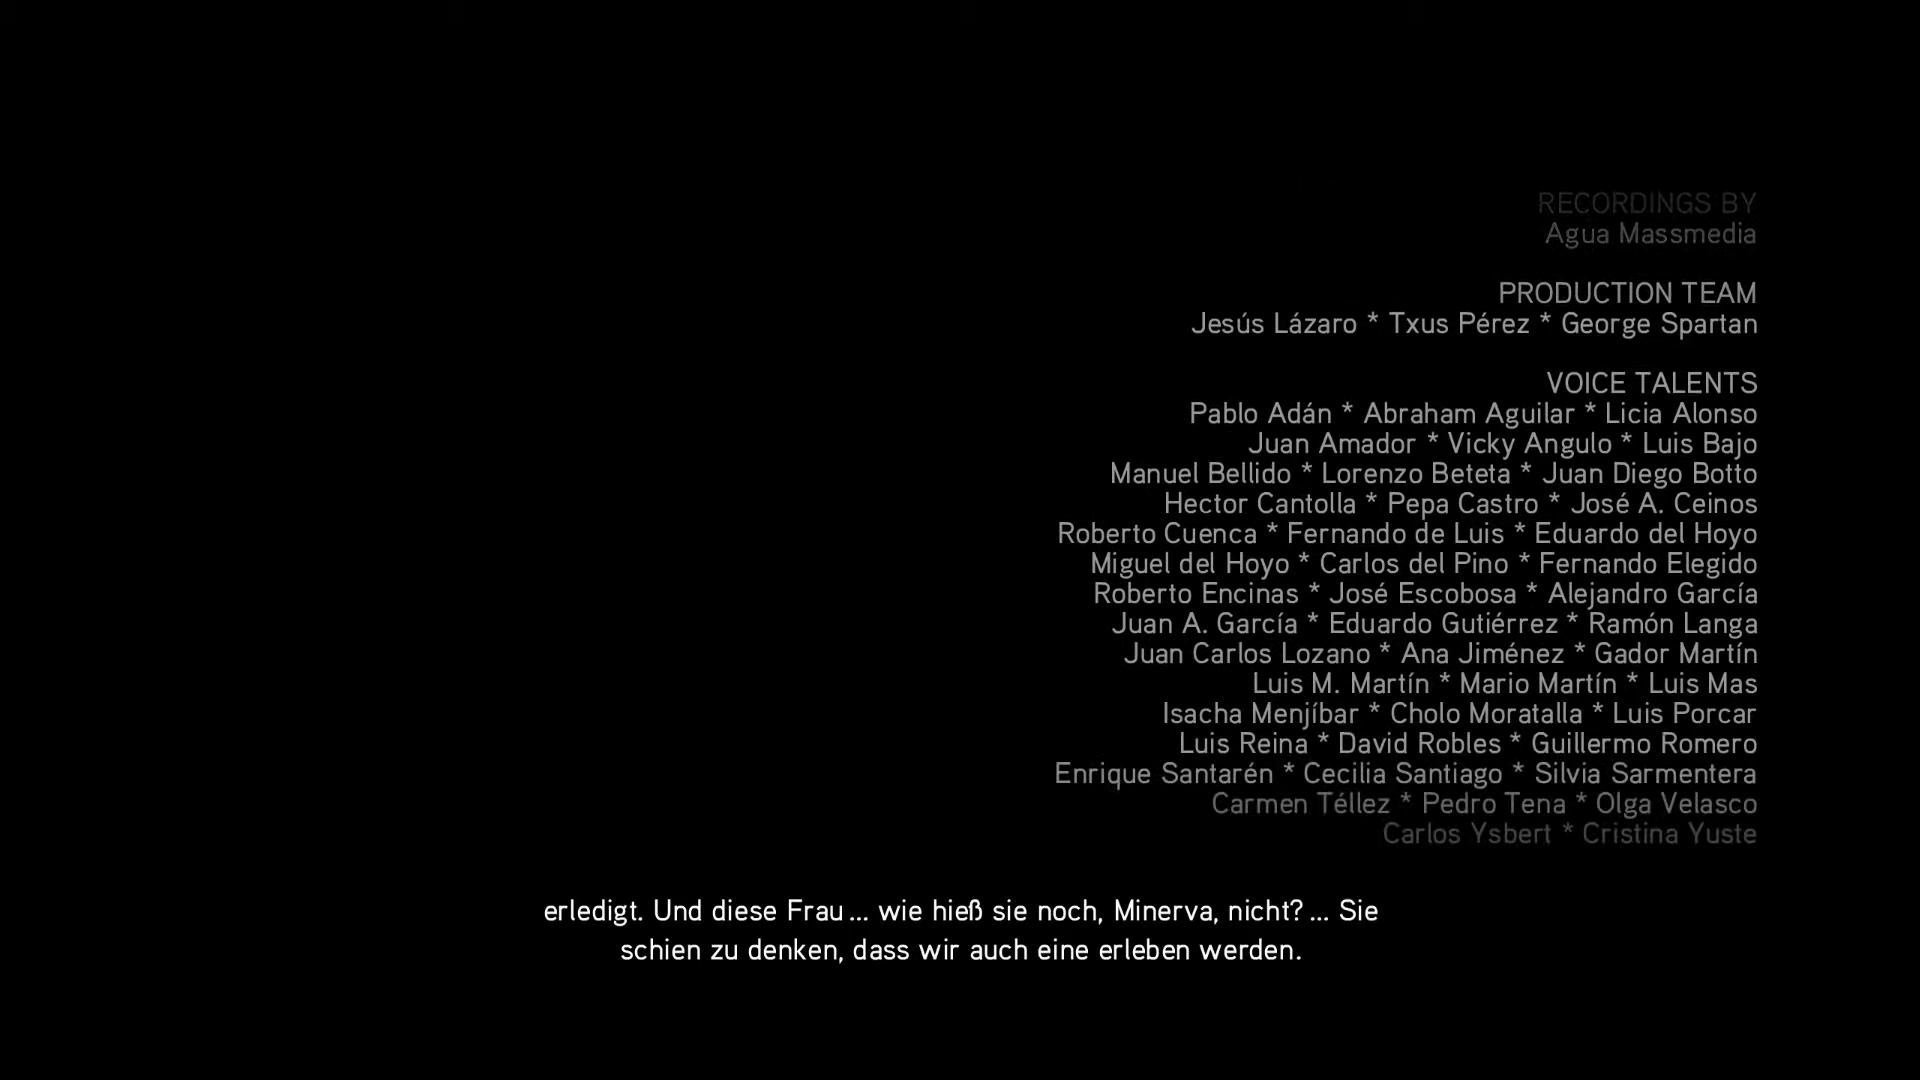 RECORDINGS BY
Agua Massmedia
PRODUCTION TEAM
Jesús Lázaro * Txus Pérez * George Spartan
VOICE TALENTS
Pablo Adán * Abraham Aguilar * Licia Alonso
Juan Amador * Vicky Angulo * Luis Bajo
Manuel Bellido * Lorenzo Beteta * Juan Diego Botto
Hector Cantolla * Pepa Castro * José A. Ceinos
Roberto Cuenca * Fernando de Luis * Eduardo del Hoyo
Miguel del Hoyo * Carlos del Pino * Fernando Elegido
Roberto Encinas * José Escobosa * Alejandro García
Juan A. García * Eduardo Gutiérrez * Ramón Langa
Juan Carlos Lozano * Ana Jiménez * Gador Martín
Luis M. Martín * Mario Martín * Luis Mas
Isacha Menjíbar * Cholo Moratalla * Luis Porcar
Luis Reina * David Robles * Guillermo Romero
Enrique Santarén * Cecilia Santiago * Silvia Sarmentera
Carmen Téllez * Pedro Tena * Olga Velasco
Carlos Ysbert * Cristina Yuste
erledigt. Und diese Frau ... wie hieß sie noch, Minerva, nicht? ... Sie
schien zu denken, dass wir auch eine erleben werden.